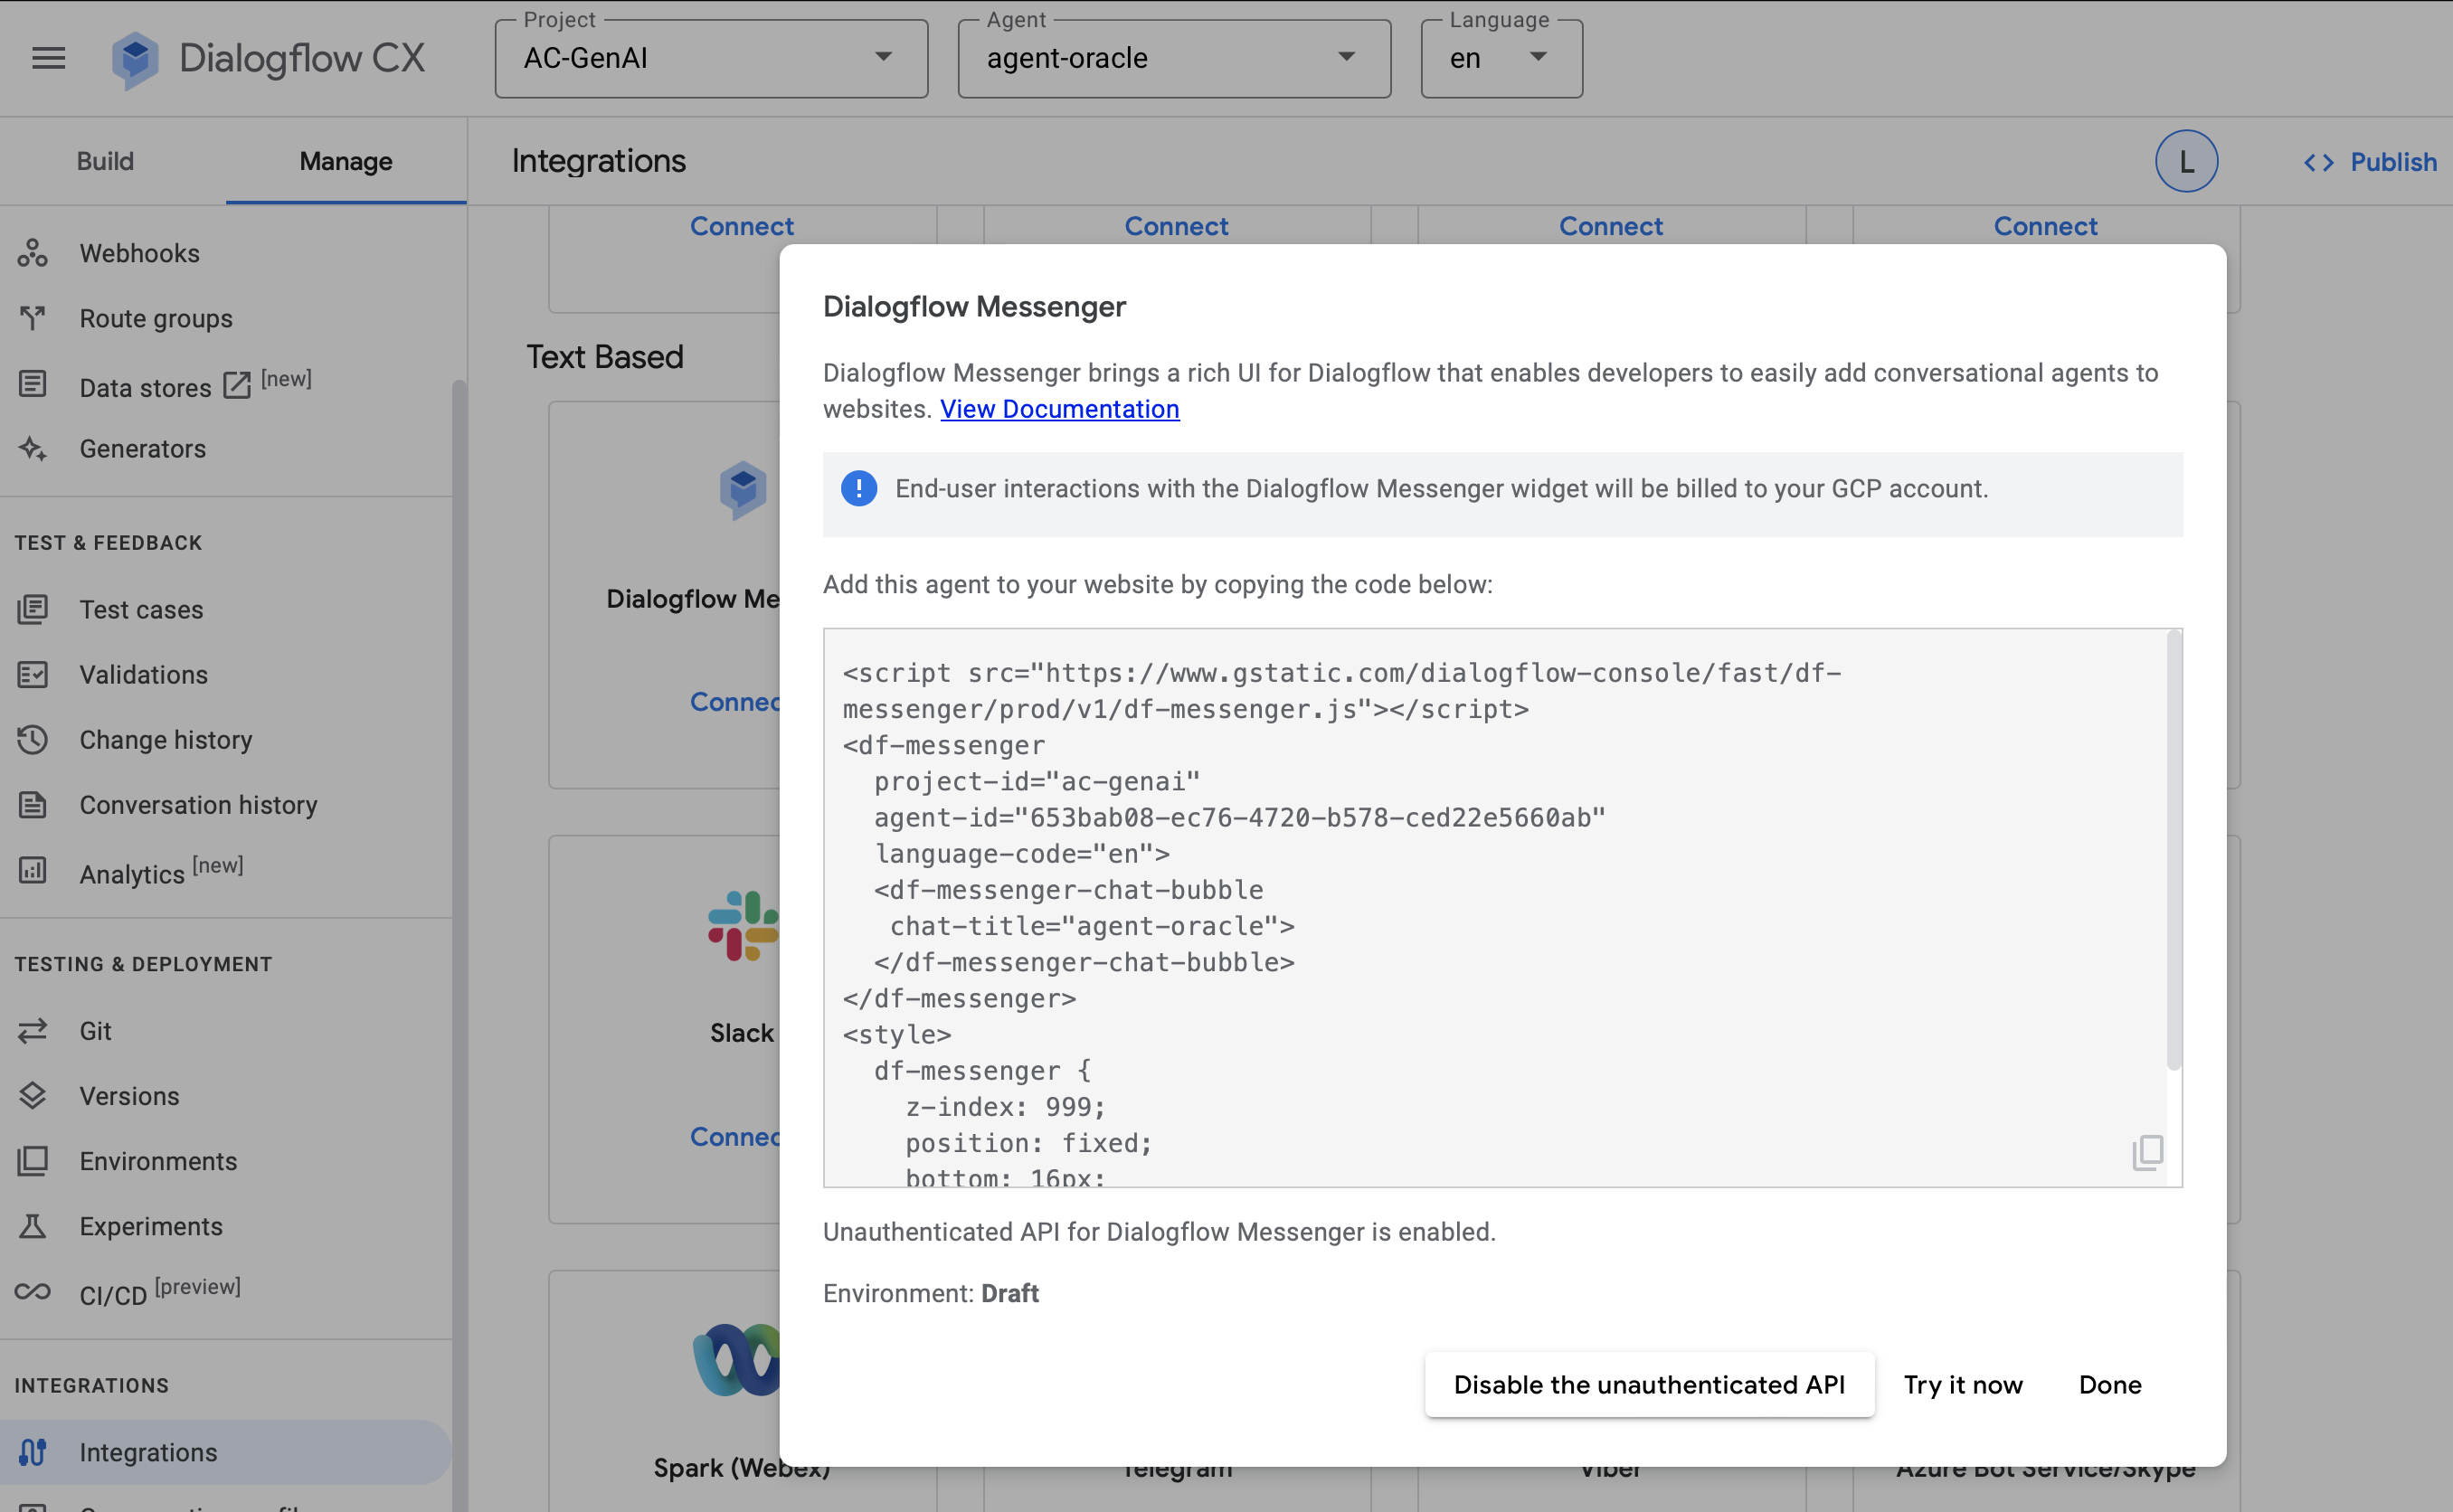 Project
Agent
Language
Dialogflow CX
AC-GenAI
agent-oracle
en
Build
Manage
Integrations
L
Publish
Connect
Connect
Connect
Connect
Webhooks
Route groups
Data stores [new]
Generators
TEST & FEEDBACK
Test cases
Validations
Change history
Conversation history
Analytics [new]
TESTING & DEPLOYMENT
Git
Versions
Environments
Experiments
CI/CD [preview]
INTEGRATIONS
Integrations
Text Based
Dialogflow Me
Connec
Slack
Connec
Spark (Webex)
Telegram
Viber
Azure Bot Service/Skype
Dialogflow Messenger
Dialogflow Messenger brings a rich UI for Dialogflow that enables developers to easily add conversational agents to
websites. View Documentation
End-user interactions with the Dialogflow Messenger widget will be billed to your GCP account.
Add this agent to your website by copying the code below:
<script src="https://www.gstatic.com/dialogflow-console/fast/df-
messenger/prod/v1/df-messenger.js"></script>
<df-messenger
project-id="ac-genai"
agent-id="653bab08-ec76-4720-b578-ced22e5660ab"
language-code="en">
<df-messenger-chat-bubble
chat-title="agent-oracle">
</df-messenger-chat-bubble>
</df-messenger>
<style>
df-messenger {
z-index: 999;
position: fixed;
bottom: 16px;
Unauthenticated API for Dialogflow Messenger is enabled.
Environment: Draft
Disable the unauthenticated API
Try it now
Done